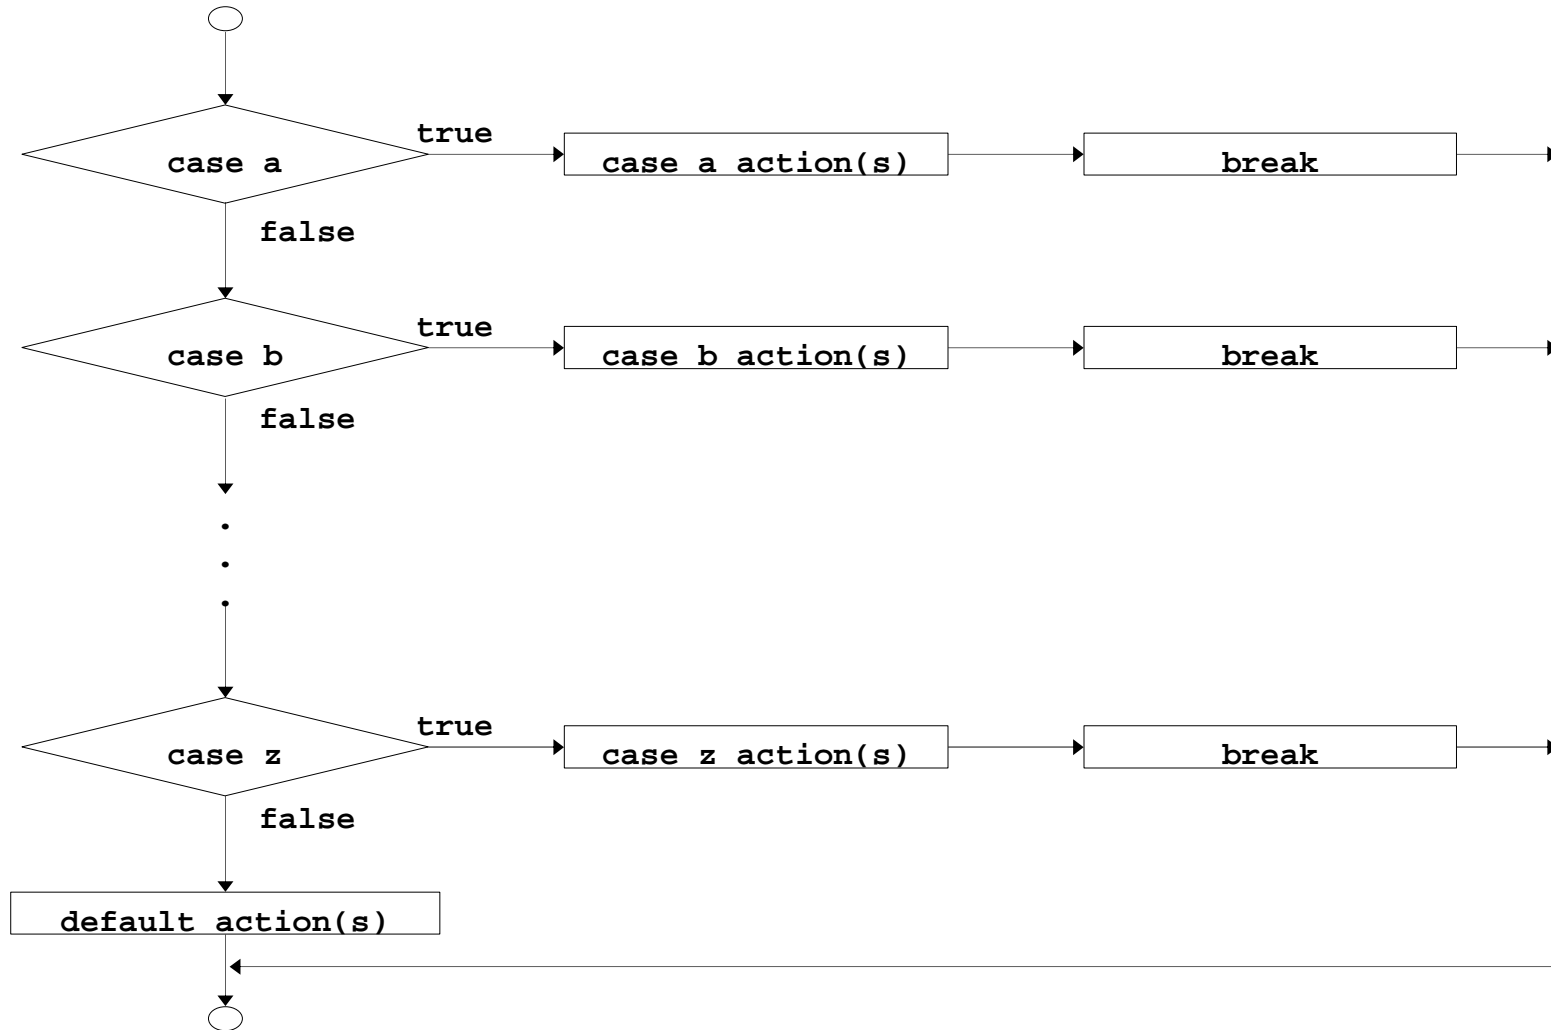 true
case a
case a action(s)
break
false
true
case b
case b action(s)
break
false
.
.
.
true
case z
case z action(s)
break
false
default action(s)